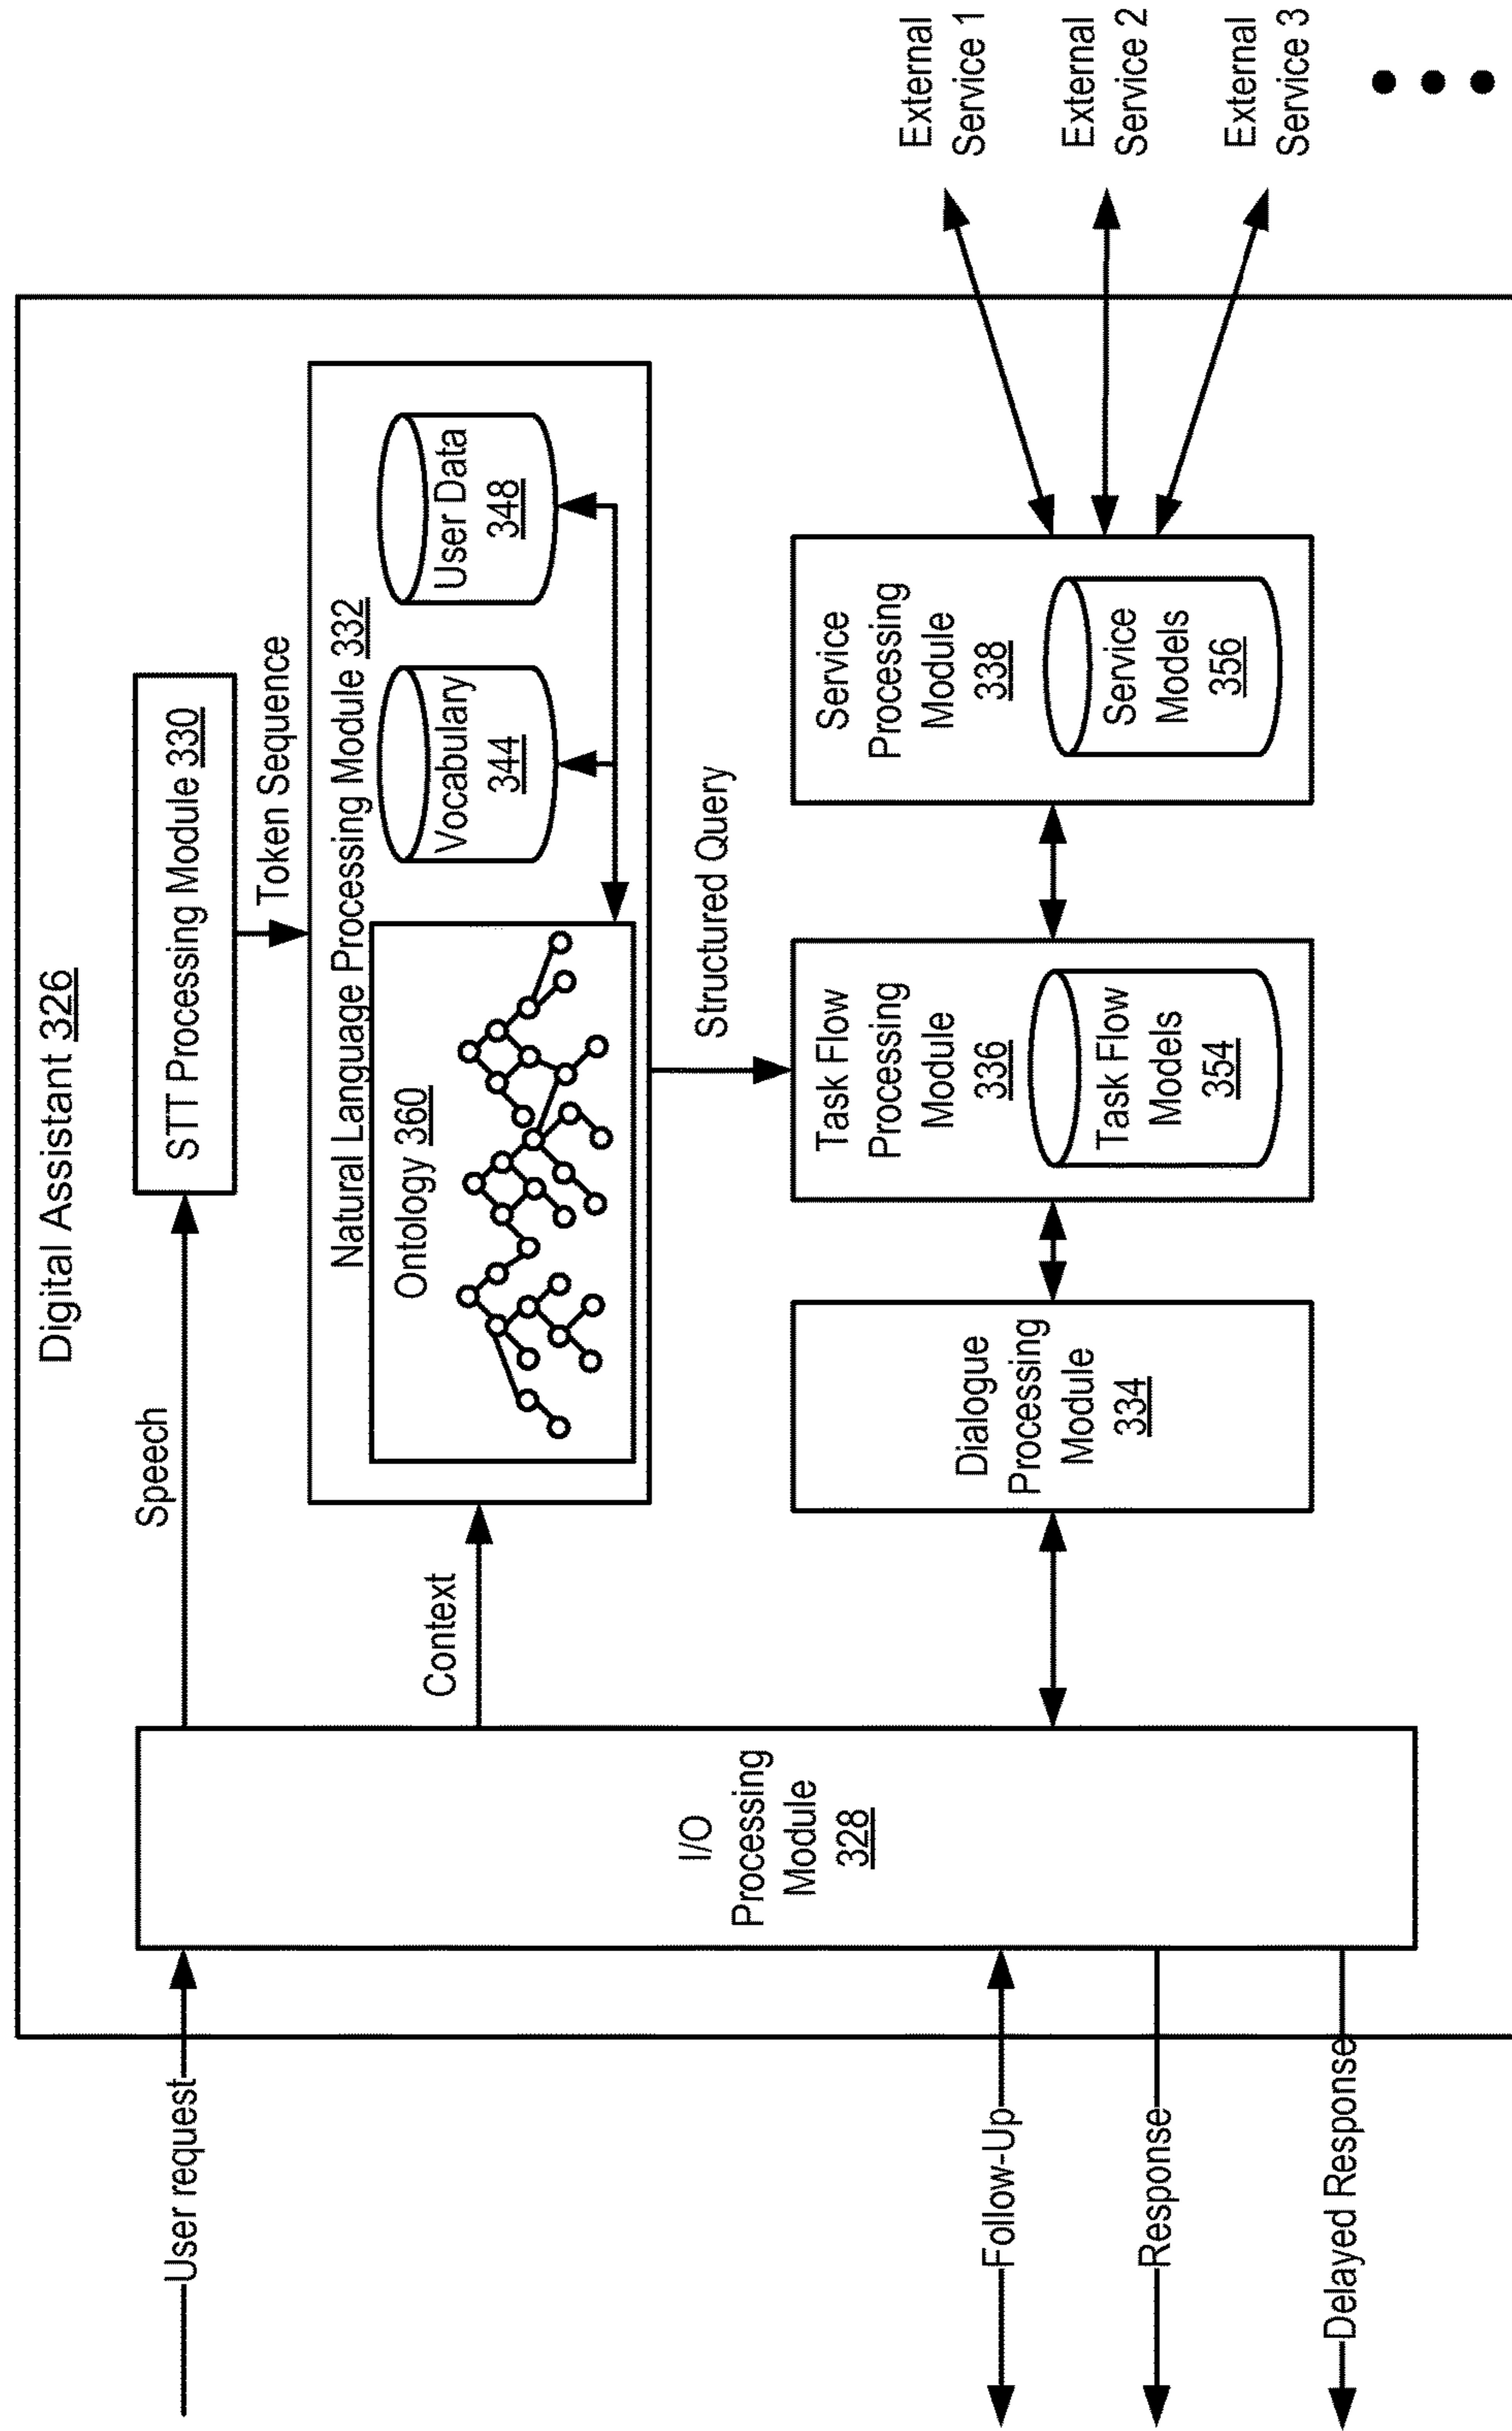 Digital Assistant 326
User request
Speech
STT Processing Module 330
Token Sequence
Context
Natural Language Processing Module 332
Ontology 360
Vocabulary
344
User Data
348
Structured Query
I/O
Processing
Module
328
Dialogue
Processing
Module
334
Task Flow
Processing
Module
336
Task Flow
Models
354
Service
Processing
Module
338
Service
Models
356
External
Service 1
External
Service 2
External
Service 3
Follow-Up
Response
Delayed Response